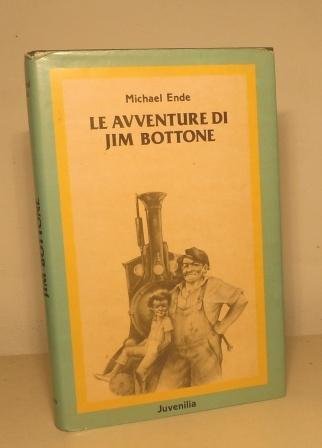 Michael Ende
LE AVVENTURE DI
JIM BOTTONE
Juvenilia
JIM BOTTONE